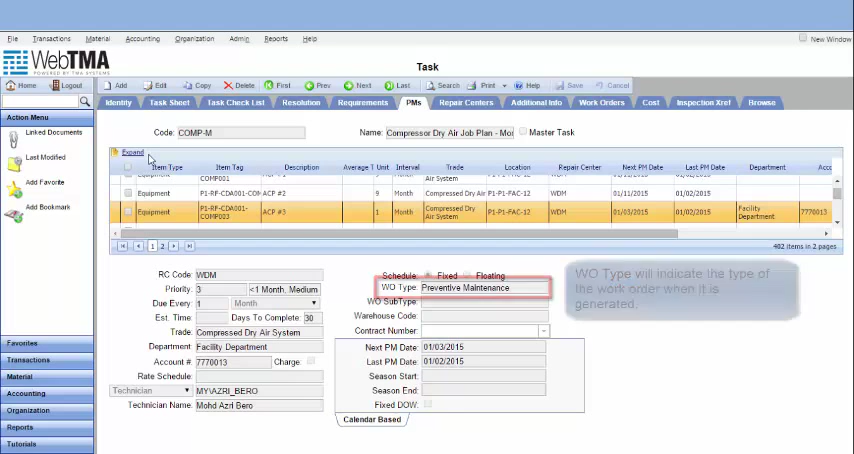 File Transactions Material Accounting Organization Admin Reports Help New Window
WebTMA
POWERED BY TMA SYSTEMS
Task
Home Logout Add Edit Copy Delete First Prev Next Last Search Print Help Save Cancel
Identity Task Sheet Task Check List Resolution Requirements PMs Repair Centers Additional Info Work Orders Cost Inspection Xref Browse
Action Menu
Linked Documents
Last Modified
Add Favorite
Add Bookmark
Code: COMP-M Name: Compressor Dry Air Job Plan - Mo Master Task
Expand
Item Type Item Tag Description Average T Unit Interval Trade Location Repair Center Next PM Date Last PM Date Department Acco
COMP001 Air System
Equipment P1-RF-CDA001-COMP ACP #2 9 Month Compressed Dry Air P1-P1-FAC-12 WDM 01/11/2015 01/02/2015
Equipment P1-RF-CDA001-COMP003 ACP #3 1 Month Compressed Dry Air System P1-P1-FAC-12 WDM 01/03/2015 01/02/2015 Facility Department 7770013
1 2 402 items in 2 pages
RC Code: WDM
Priority: 3 <1 Month, Medium
Due Every: 1 Month
Est. Time: Days To Complete: 30
Trade: Compressed Dry Air System
Department: Facility Department
Account #: 7770013 Charge:
Rate Schedule:
Technician MY\AZRI_BERO
Technician Name: Mohd Azri Bero
Schedule: Fixed Floating
WO Type: Preventive Maintenance
WO SubType:
Warehouse Code:
Contract Number:
Next PM Date: 01/03/2015
Last PM Date: 01/02/2015
Season Start:
Season End:
Fixed DOW:
Calendar Based
WO Type will indicate the type of
the work order when it is
generated.
Favorites
Transactions
Material
Accounting
Organization
Reports
Tutorials